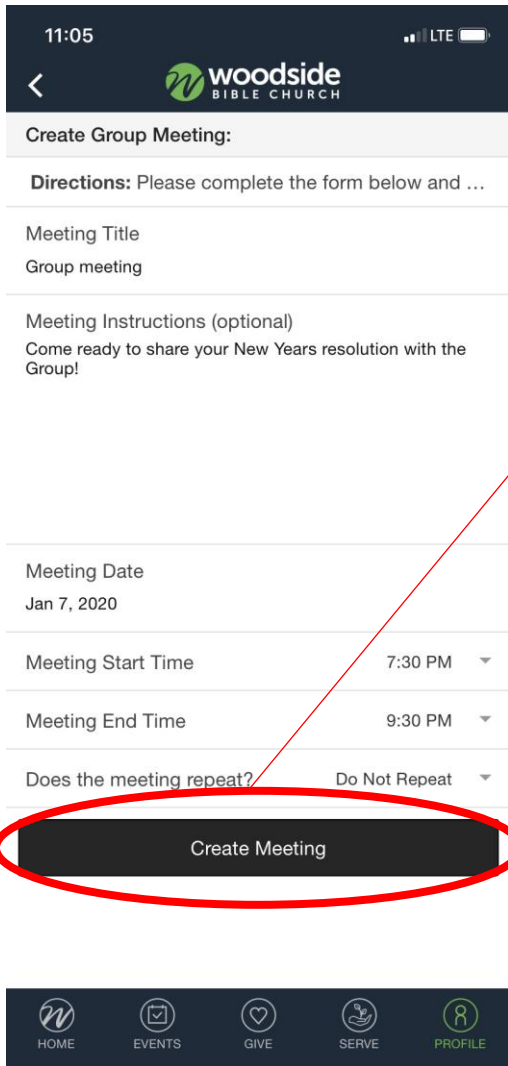 11:05
LTE
woodside
BIBLE CHURCH
Create Group Meeting:
Directions: Please complete the form below and ...
Meeting Title
Group meeting
Meeting Instructions (optional)
Come ready to share your New Years resolution with the
Group!
Meeting Date
Jan 7, 2020
Meeting Start Time 7:30 PM
Meeting End Time 9:30 PM
Does the meeting repeat? Do Not Repeat
Create Meeting
HOME EVENTS GIVE SERVE PROFILE